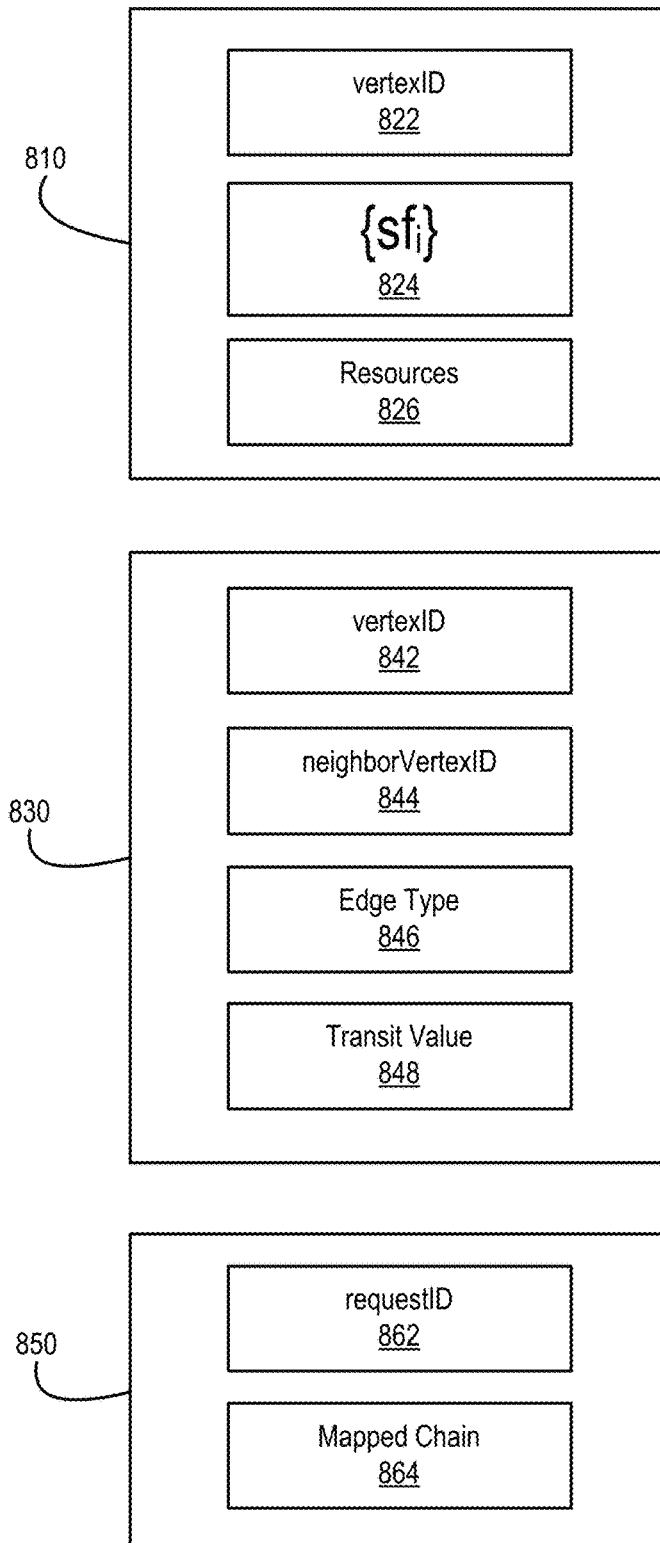 vertexID
822
810
{sfi}
824
Resources
826
vertexID
842
neighborVertexID
844
830
Edge Type
846
Transit Value
848
requestID
862
850
Mapped Chain
864